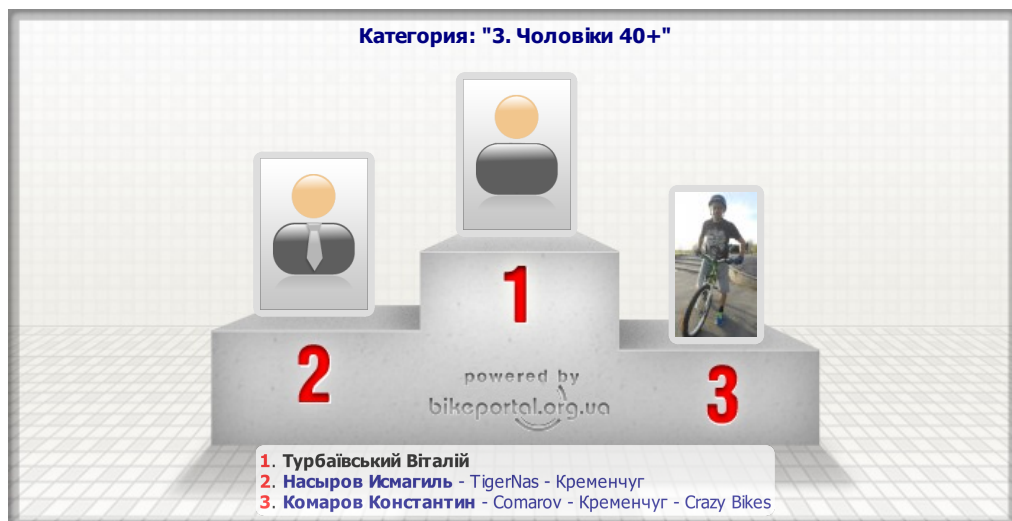 Категория: "3. Чоловіки 40+"
1
2
3
powered by
bikeportal.org.ua
1. Турбаївський Віталій
2. Насыров Исмагиль - TigerNas - Кременчуг
3. Комаров Константин - Comarov - Кременчуг - Crazy Bikes